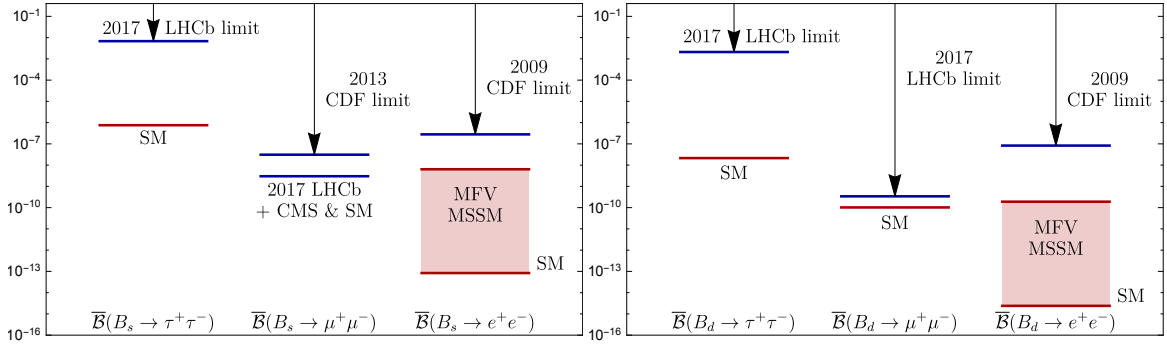 10⁻¹
10⁻⁴
10⁻⁷
10⁻¹⁰
10⁻¹³
10⁻¹⁶
2017 LHCb limit
SM
2013
CDF limit
2017 LHCb
+ CMS & SM
2009
CDF limit
MFV
MSSM
SM
B̅(Bₛ → τ⁺τ⁻)
B̅(Bₛ → μ⁺μ⁻)
B̅(Bₛ → e⁺e⁻)
10⁻¹
10⁻⁴
10⁻⁷
10⁻¹⁰
10⁻¹³
10⁻¹⁶
2017 LHCb limit
SM
2017
LHCb limit
SM
2009
CDF limit
MFV
MSSM
SM
B̅(B_d → τ⁺τ⁻)
B̅(B_d → μ⁺μ⁻)
B̅(B_d → e⁺e⁻)